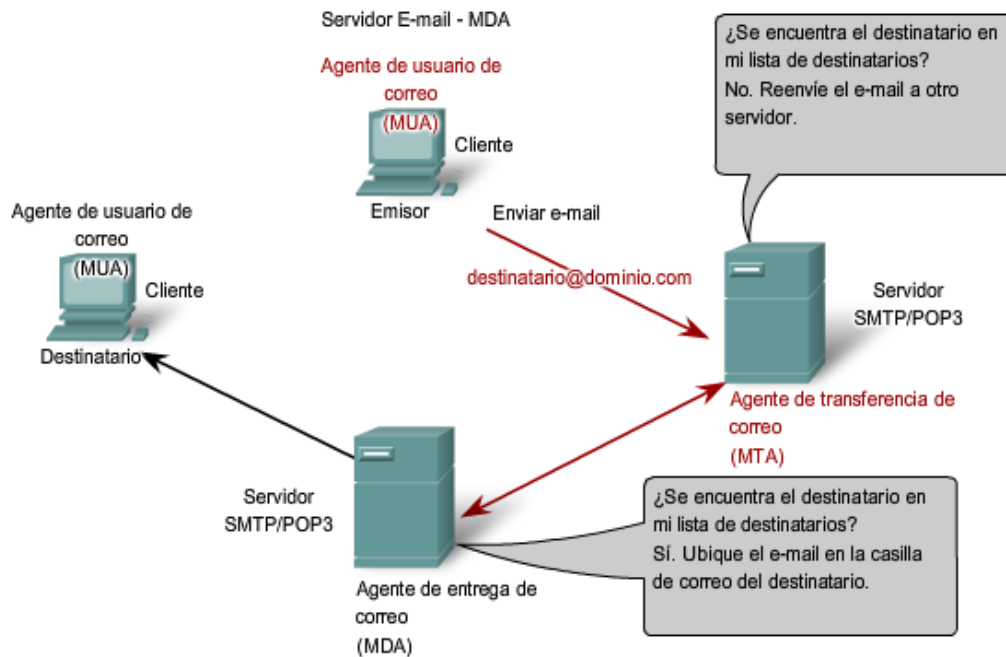 Servidor E-mail - MDA
Agente de usuario de
correo
(MUA)
Cliente
Emisor
¿Se encuentra el destinatario en
mi lista de destinatarios?
No. Reenvíe el e-mail a otro
servidor.
Agente de usuario de
correo
(MUA)
Cliente
Destinatario
Enviar e-mail
destinatario@dominio.com
Servidor
SMTP/POP3
Agente de transferencia de
correo
(MTA)
Servidor
SMTP/POP3
Agente de entrega de
correo
(MDA)
¿Se encuentra el destinatario en
mi lista de destinatarios?
Sí. Ubique el e-mail en la casilla
de correo del destinatario.